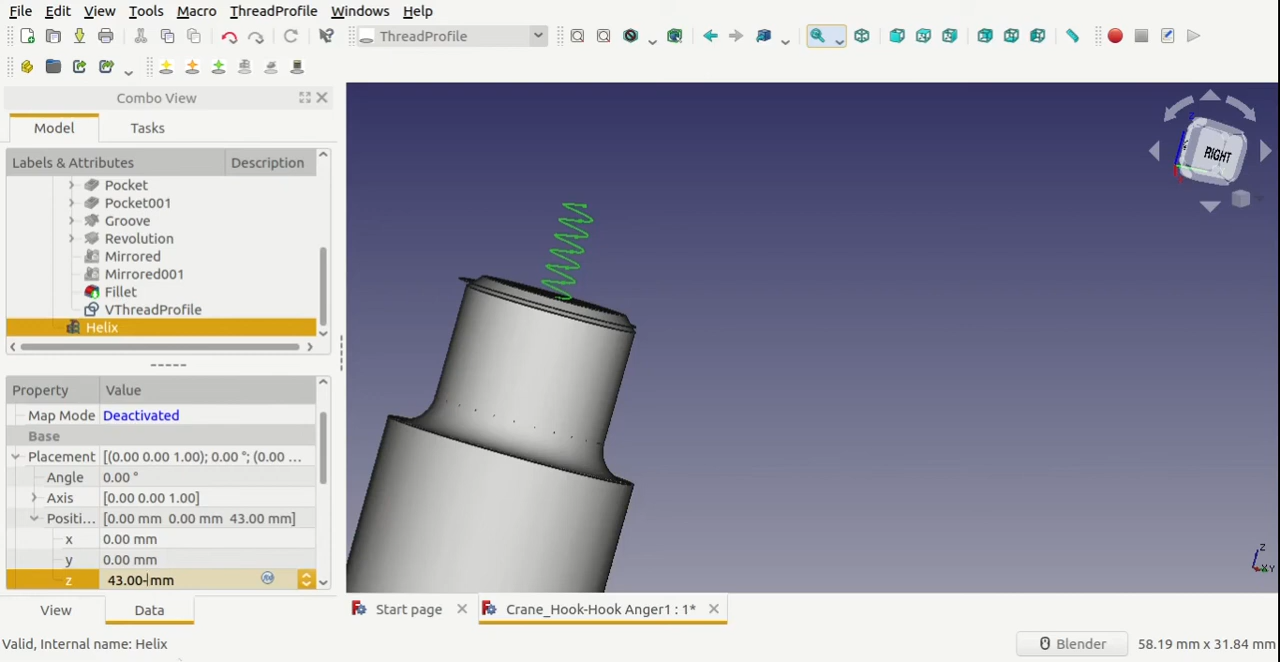 File Edit View Tools Macro ThreadProfile Windows Help
ThreadProfile
Combo View
Model Tasks
Labels & Attributes Description
Pocket
Pocket001
Groove
Revolution
Mirrored
Mirrored001
Fillet
VThreadProfile
Helix
Property Value
Map Mode Deactivated
Base
Placement [(0.00 0.00 1.00); 0.00 °; (0.00 ...
Angle 0.00 °
Axis [0.00 0.00 1.00]
Positi... [0.00 mm 0.00 mm 43.00 mm]
x 0.00 mm
y 0.00 mm
z 43.00- mm
View Data
RIGHT
Z
X Y
Start page Crane_Hook-Hook Anger1 : 1*
Valid, Internal name: Helix
Blender 58.19 mm x 31.84 mm